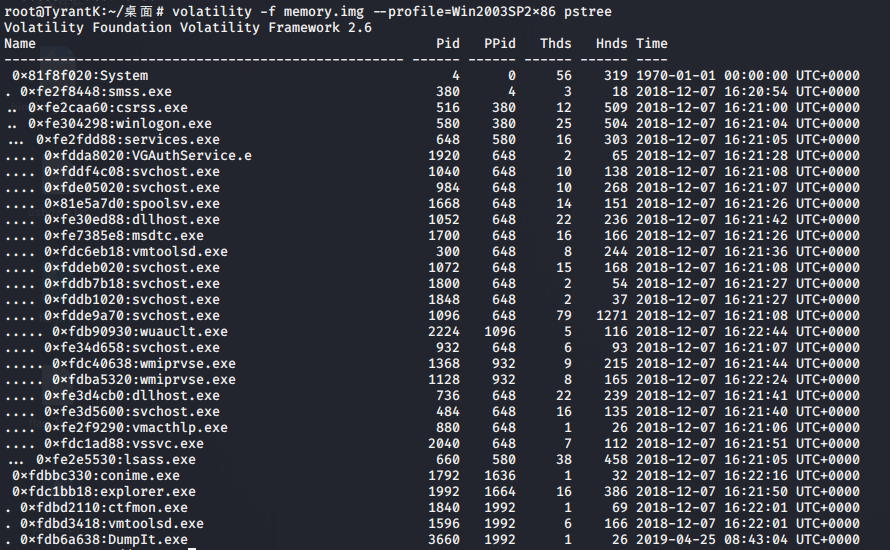 root@TyrantK:~/桌面# volatility -f memory.img --profile=Win2003SP2×86 pstree
Volatility Foundation Volatility Framework 2.6
Name Pid PPid Thds Hnds Time
-------------------------------------------------- ------ ------ ------ ------ ----
0×81f8f020:System 4 0 56 319 1970-01-01 00:00:00 UTC+0000
. 0×fe2f8448:smss.exe 380 4 3 18 2018-12-07 16:20:54 UTC+0000
.. 0×fe2caa60:csrss.exe 516 380 12 509 2018-12-07 16:21:00 UTC+0000
.. 0×fe304298:winlogon.exe 580 380 25 504 2018-12-07 16:21:04 UTC+0000
... 0×fe2fdd88:services.exe 648 580 16 303 2018-12-07 16:21:05 UTC+0000
.... 0×fdda8020:VGAuthService.e 1920 648 2 65 2018-12-07 16:21:28 UTC+0000
.... 0×fddf4c08:svchost.exe 1040 648 10 138 2018-12-07 16:21:08 UTC+0000
.... 0×fde05020:svchost.exe 984 648 10 268 2018-12-07 16:21:07 UTC+0000
.... 0×81e5a7d0:spoolsv.exe 1668 648 14 151 2018-12-07 16:21:26 UTC+0000
.... 0×fe30ed88:dllhost.exe 1052 648 22 236 2018-12-07 16:21:42 UTC+0000
.... 0×fe7385e8:msdtc.exe 1700 648 16 166 2018-12-07 16:21:26 UTC+0000
.... 0×fdc6eb18:vmtoolsd.exe 300 648 8 244 2018-12-07 16:21:36 UTC+0000
.... 0×fddeb020:svchost.exe 1072 648 15 168 2018-12-07 16:21:08 UTC+0000
.... 0×fddb7b18:svchost.exe 1800 648 2 54 2018-12-07 16:21:27 UTC+0000
.... 0×fddb1020:svchost.exe 1848 648 2 37 2018-12-07 16:21:27 UTC+0000
.... 0×fdde9a70:svchost.exe 1096 648 79 1271 2018-12-07 16:21:08 UTC+0000
..... 0×fdb90930:wuauclt.exe 2224 1096 5 116 2018-12-07 16:22:44 UTC+0000
.... 0×fe34d658:svchost.exe 932 648 6 93 2018-12-07 16:21:07 UTC+0000
..... 0×fdc40638:wmiprvse.exe 1368 932 9 215 2018-12-07 16:21:44 UTC+0000
..... 0×fdba5320:wmiprvse.exe 1128 932 8 165 2018-12-07 16:22:24 UTC+0000
.... 0×fe3d4cb0:dllhost.exe 736 648 22 239 2018-12-07 16:21:41 UTC+0000
.... 0×fe3d5600:svchost.exe 484 648 16 135 2018-12-07 16:21:40 UTC+0000
.... 0×fe2f9290:vmacthlp.exe 880 648 1 26 2018-12-07 16:21:06 UTC+0000
.... 0×fdc1ad88:vssvc.exe 2040 648 7 112 2018-12-07 16:21:51 UTC+0000
... 0×fe2e5530:lsass.exe 660 580 38 458 2018-12-07 16:21:05 UTC+0000
0×fdbbc330:conime.exe 1792 1636 1 32 2018-12-07 16:22:16 UTC+0000
0×fdc1bb18:explorer.exe 1992 1664 16 386 2018-12-07 16:21:50 UTC+0000
. 0×fdbd2110:ctfmon.exe 1840 1992 1 69 2018-12-07 16:22:01 UTC+0000
. 0×fdbd3418:vmtoolsd.exe 1596 1992 6 166 2018-12-07 16:22:01 UTC+0000
. 0×fdb6a638:DumpIt.exe 3660 1992 1 26 2019-04-25 08:43:04 UTC+0000